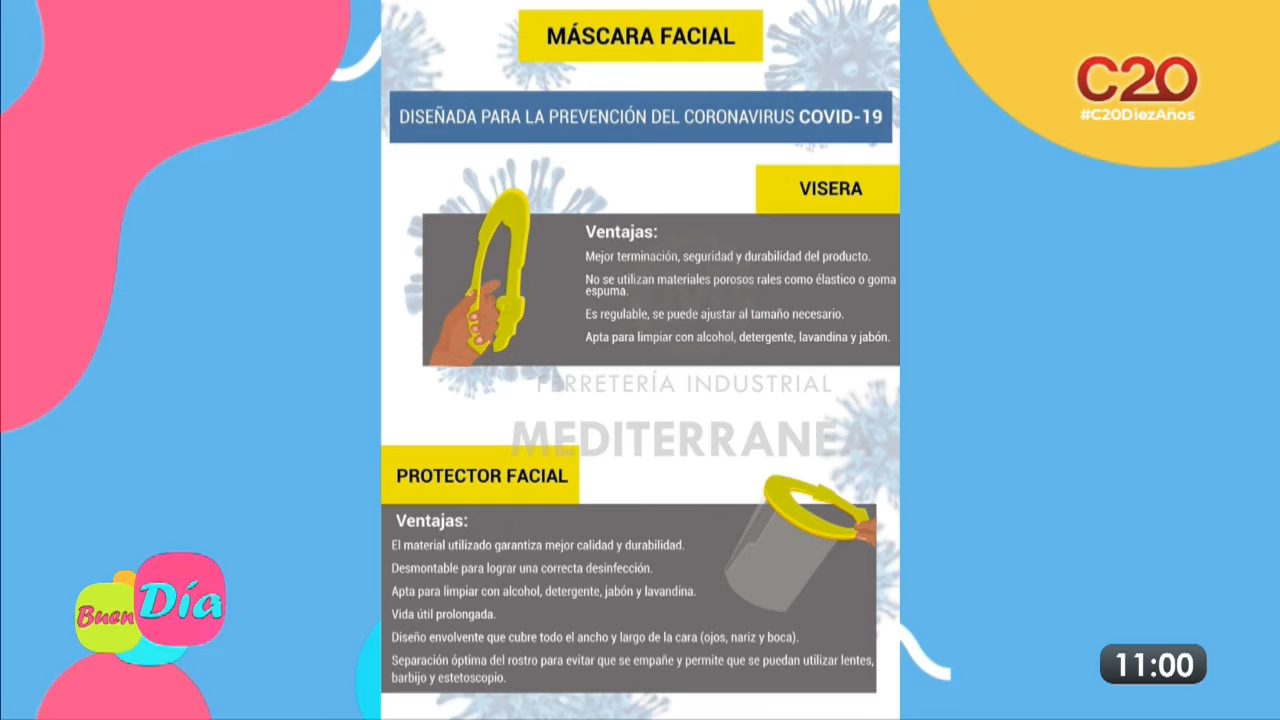 MÁSCARA FACIAL
C20
#C20DiezAños
DISEÑADA PARA LA PREVENCIÓN DEL CORONAVIRUS COVID-19
VISERA
Ventajas:
Mejor terminación, seguridad y durabilidad del producto.
No se utilizan materiales porosos rales como élastico o goma
espuma.
Es regulable, se puede ajustar al tamaño necesario.
Apta para limpiar con alcohol, detergente, lavandina y jabón.
FERRETERÍA INDUSTRIAL
MEDITERRANEA
PROTECTOR FACIAL
Ventajas:
El material utilizado garantiza mejor calidad y durabilidad.
Desmontable para lograr una correcta desinfección.
Apta para limpiar con alcohol, detergente, jabón y lavandina.
Vida útil prolongada.
Diseño envolvente que cubre todo el ancho y largo de la cara (ojos, nariz y boca).
Separación óptima del rostro para evitar que se empañe y permite que se puedan utilizar lentes,
barbijo y estetoscopio.
Buen Día
11:00